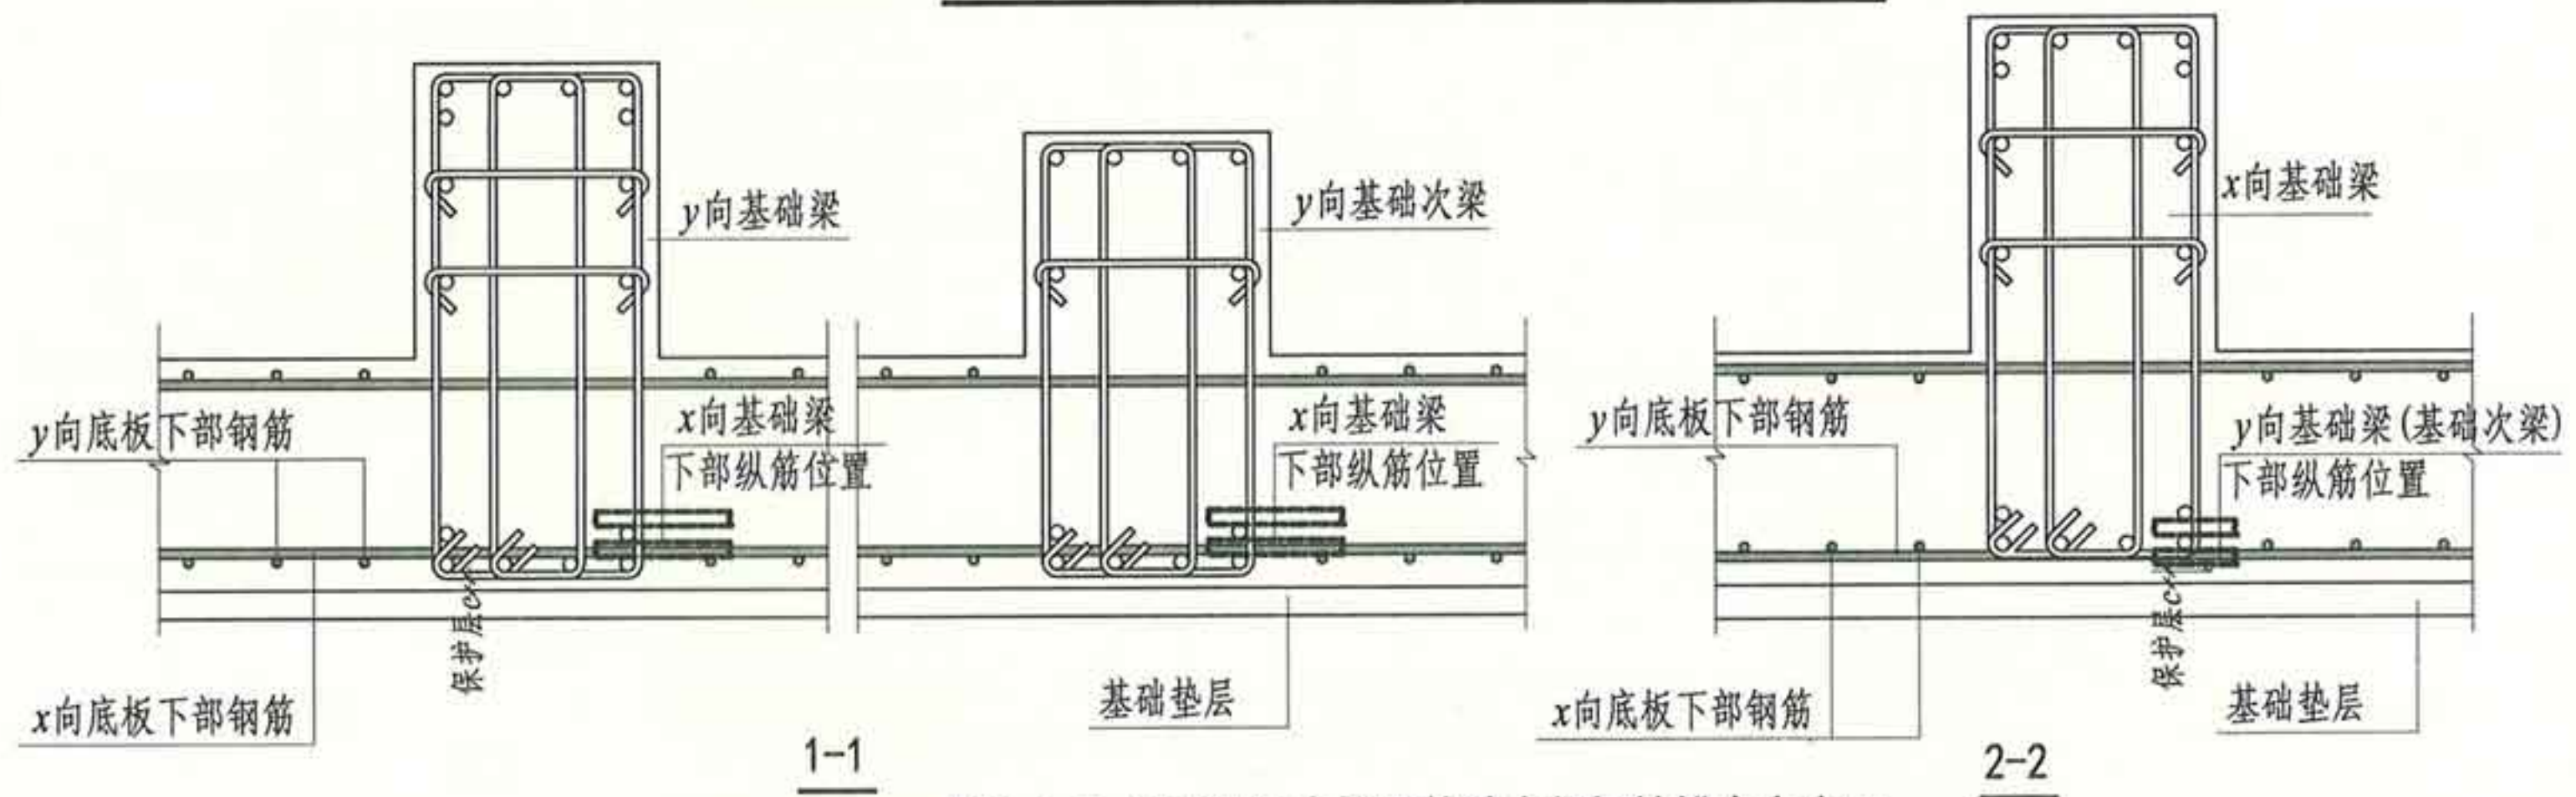 y向基础梁
y向基础次梁
x向基础梁
y向底板下部钢筋
x向基础梁
下部纵筋位置
x向基础梁
下部纵筋位置
y向底板下部钢筋
y向基础梁(基础次梁)
下部纵筋位置
保护层c
保护层c
x向底板下部钢筋
基础垫层
x向底板下部钢筋
基础垫层
1-1
2-2